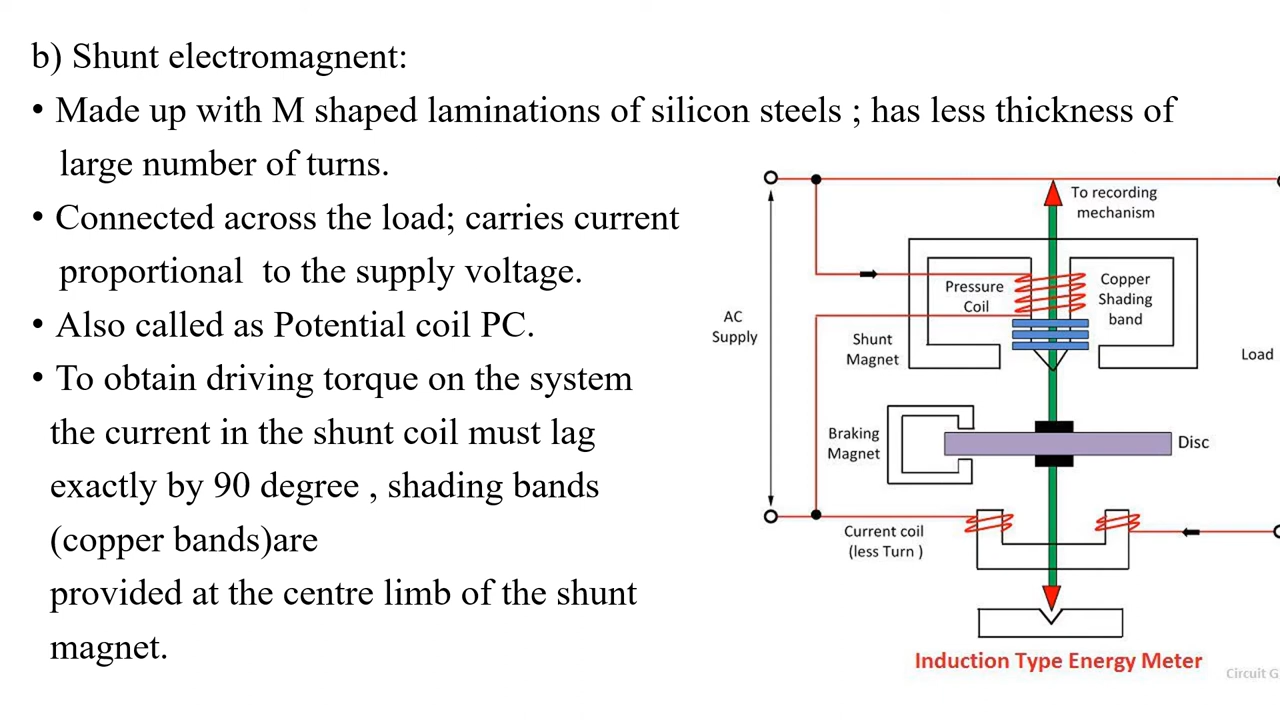 b) Shunt electromagnent:
• Made up with M shaped laminations of silicon steels ; has less thickness of
large number of turns.
• Connected across the load; carries current
proportional  to the supply voltage.
• Also called as Potential coil PC.
• To obtain driving torque on the system
the current in the shunt coil must lag
exactly by 90 degree , shading bands
(copper bands)are
provided at the centre limb of the shunt
magnet.
To recording
mechanism
Pressure
Coil
Copper
Shading
band
AC
Supply
Shunt
Magnet
Load
Braking
Magnet
Disc
Current coil
(less Turn )
Induction Type Energy Meter
Circuit G